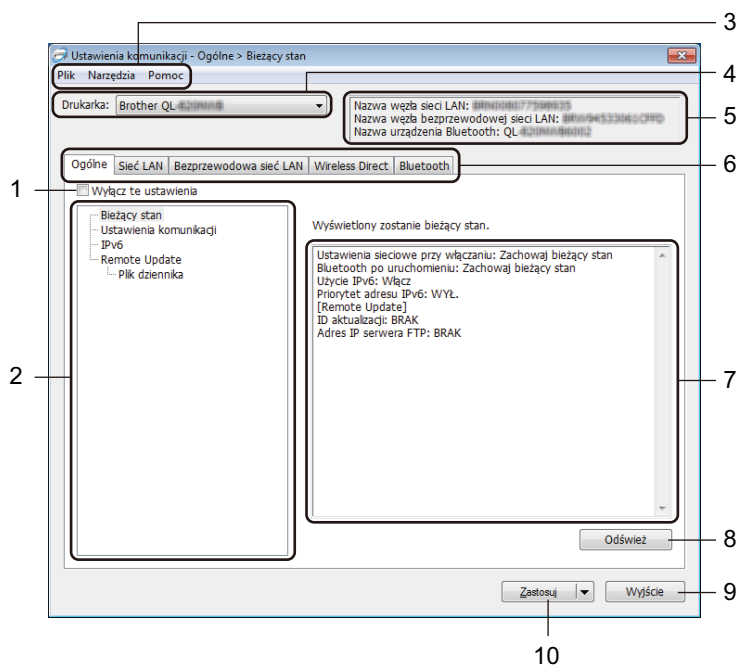 3
Ustawienia komunikacji - Ogólne > Bieżący stan
Plik Narzędzia Pomoc
4
Drukarka: Brother QL
Nazwa węzła sieci LAN:
Nazwa węzła bezprzewodowej sieci LAN:
Nazwa urządzenia Bluetooth: QL
5
Ogólne Sieć LAN Bezprzewodowa sieć LAN Wireless Direct Bluetooth
6
1
Wyłącz te ustawienia
Bieżący stan
Ustawienia komunikacji
IPv6
Remote Update
Plik dziennika
2
Wyświetlony zostanie bieżący stan.
Ustawienia sieciowe przy włączaniu: Zachowaj bieżący stan
Bluetooth po uruchomieniu: Zachowaj bieżący stan
Użycie IPv6: Włącz
Priorytet adresu IPv6: WYŁ.
[Remote Update]
ID aktualizacji: BRAK
Adres IP serwera FTP: BRAK
7
Odśwież
8
Zastosuj
Wyjście
9
10